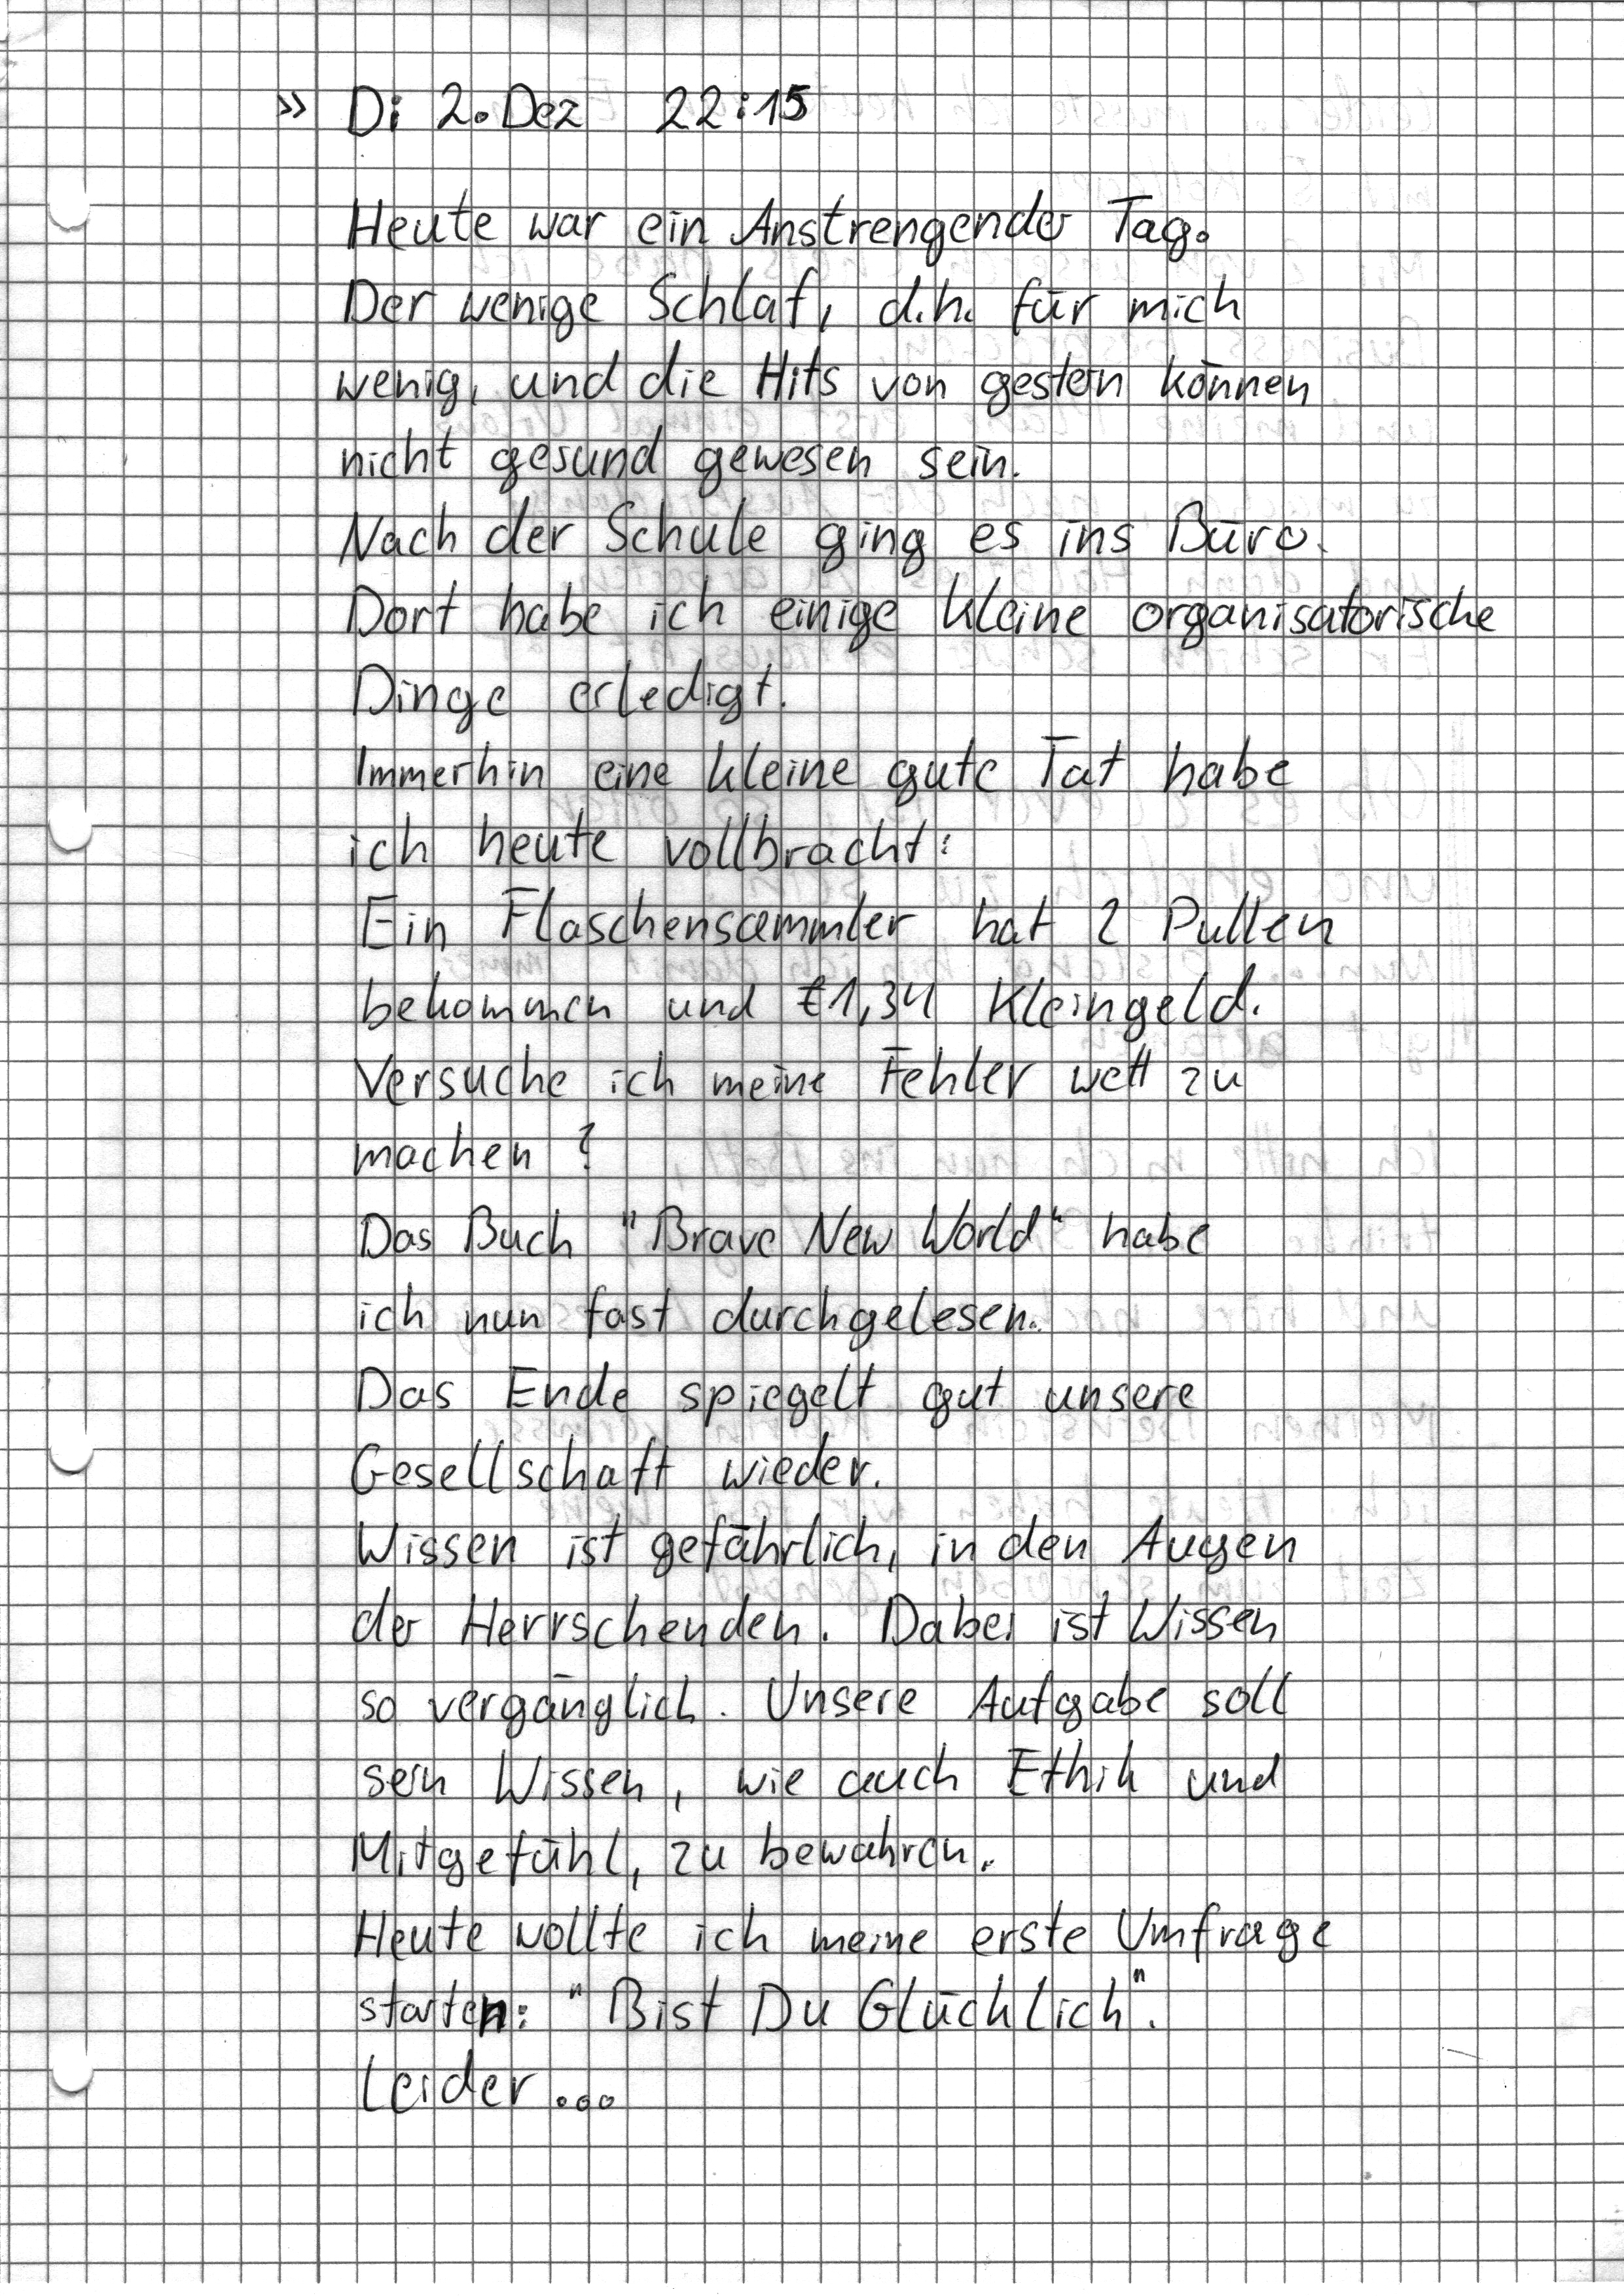 » Di 2. Dez 22:15
Heute war ein Anstrengender Tag.
Der wenige Schlaf, d.h. für mich
wenig, und die Hits von gestern können
nicht gesund gewesen sein.
Nach der Schule ging es ins Büro.
Dort habe ich einige kleine organisatorische
Dinge erledigt.
Immerhin eine kleine gute Tat habe
ich heute vollbracht:
Ein Flaschensammler hat 2 Pullen
bekommen und €1,34 Kleingeld.
Versuche ich meine Fehler wett zu
machen ?
Das Buch "Brave New World" habe
ich nun fast durchgelesen.
Das Ende spiegelt gut unsere
Gesellschaft wieder.
Wissen ist gefährlich, in den Augen
der Herrschenden. Dabei ist Wissen
so vergänglich. Unsere Aufgabe soll
sein Wissen, wie auch Ethik und
Mitgefühl, zu bewahren.
Heute wollte ich meine erste Umfrage
starten: "Bist Du Glücklich".
Leider...